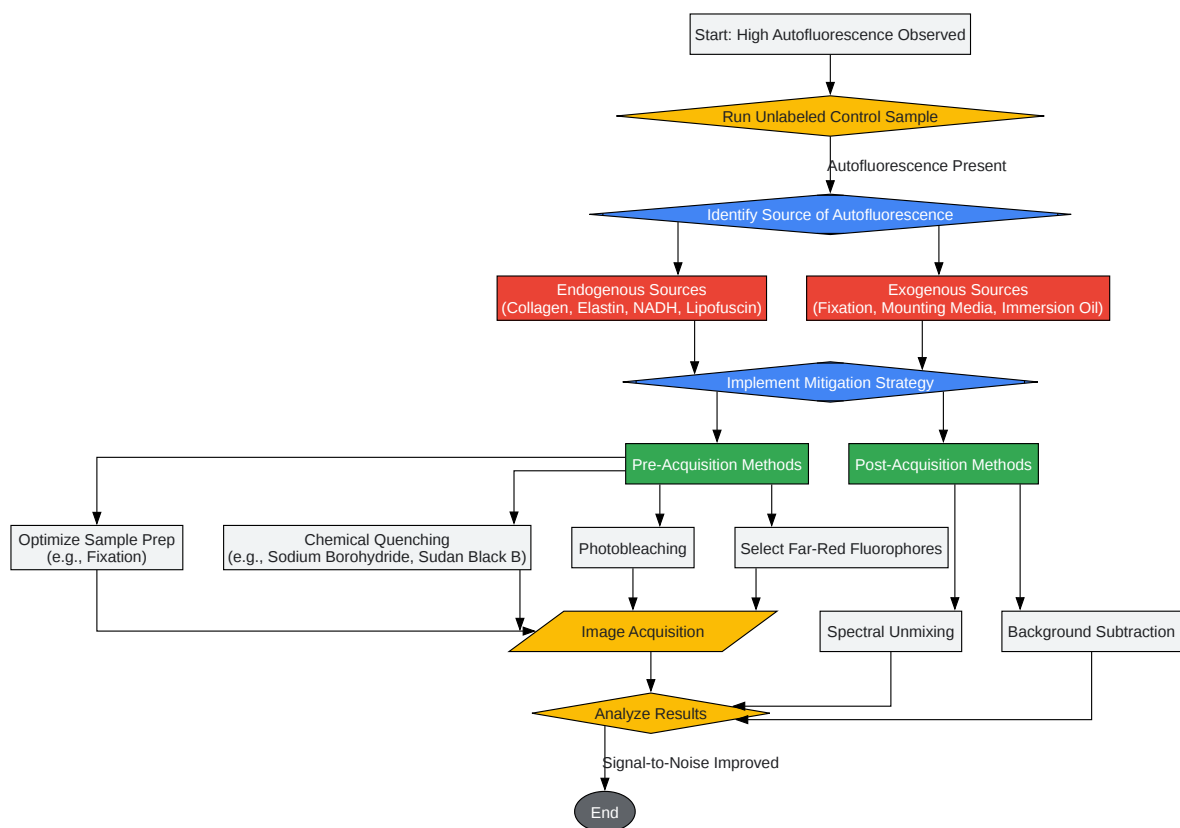 Start: High Autofluorescence Observed
Run Unlabeled Control Sample
Autofluorescence Present
Identify Source of Autofluorescence
Endogenous Sources
(Collagen, Elastin, NADH, Lipofuscin)
Exogenous Sources
(Fixation, Mounting Media, Immersion Oil)
Implement Mitigation Strategy
Pre-Acquisition Methods
Post-Acquisition Methods
Optimize Sample Prep
(e.g., Fixation)
Chemical Quenching
(e.g., Sodium Borohydride, Sudan Black B)
Photobleaching
Select Far-Red Fluorophores
Image Acquisition
Spectral Unmixing
Background Subtraction
Analyze Results
Signal-to-Noise Improved
End